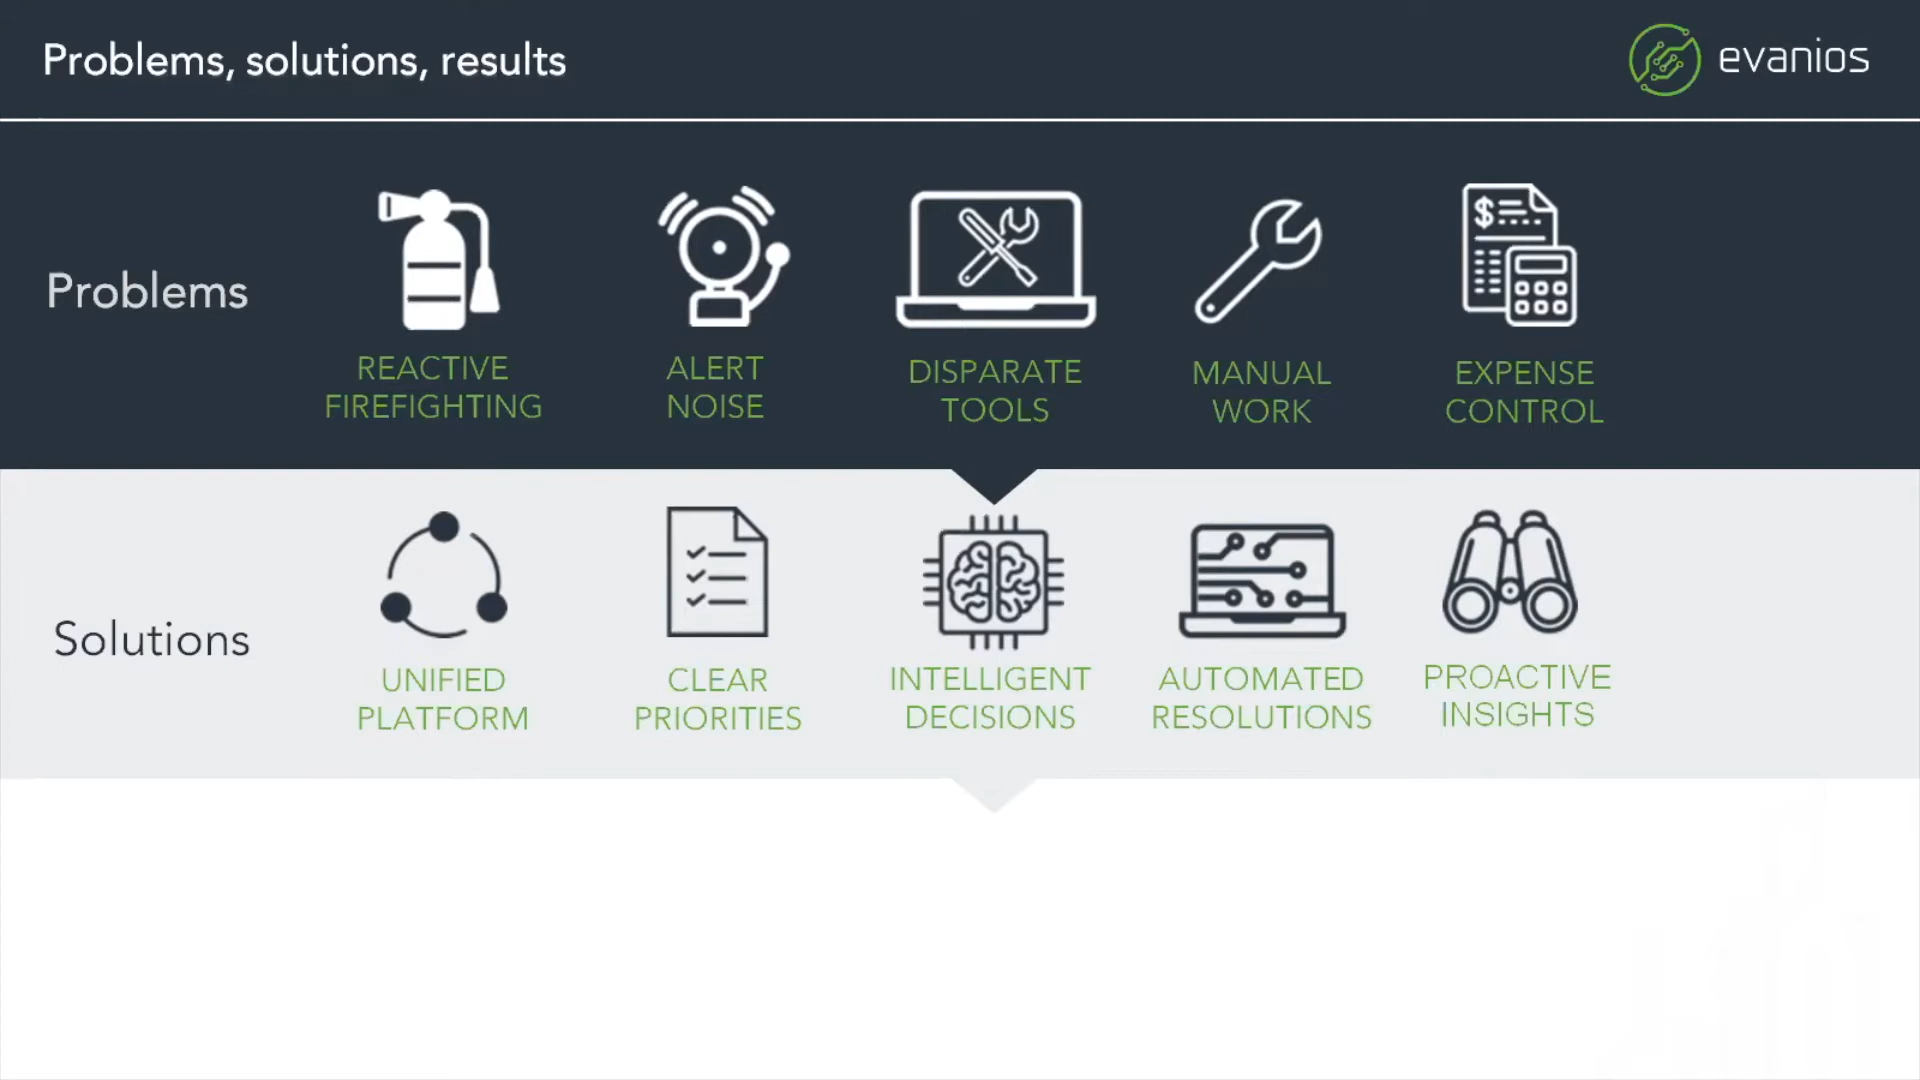 Problems, solutions, results
evanios
Problems
REACTIVE
FIREFIGHTING
ALERT
NOISE
DISPARATE
TOOLS
MANUAL
WORK
$
EXPENSE
CONTROL
Solutions
UNIFIED
PLATFORM
CLEAR
PRIORITIES
INTELLIGENT
DECISIONS
AUTOMATED
RESOLUTIONS
PROACTIVE
INSIGHTS